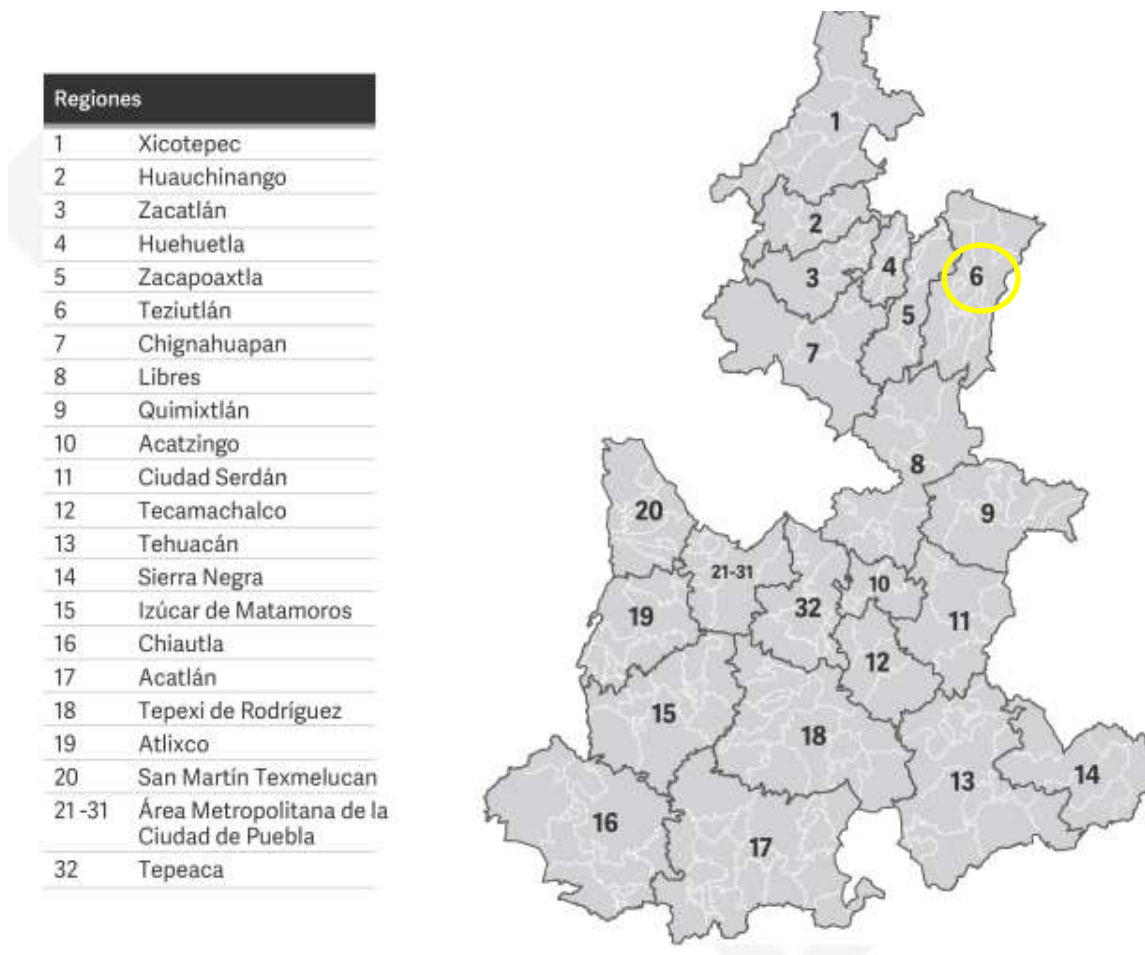 Regiones
1 Xicotepec
2 Huauchinango
3 Zacatlán
4 Huehuetla
5 Zacapoaxtla
6 Teziutlán
7 Chignahuapan
8 Libres
9 Quimixtlán
10 Acatzingo
11 Ciudad Serdán
12 Tecamachalco
13 Tehuacán
14 Sierra Negra
15 Izúcar de Matamoros
16 Chiautla
17 Acatlán
18 Tepexi de Rodríguez
19 Atlixco
20 San Martín Texmelucan
21 -31 Área Metropolitana de la
Ciudad de Puebla
32 Tepeaca
1
2
3
4
6
5
7
8
20
9
21-31
10
32
19
11
12
15
18
14
13
16
17